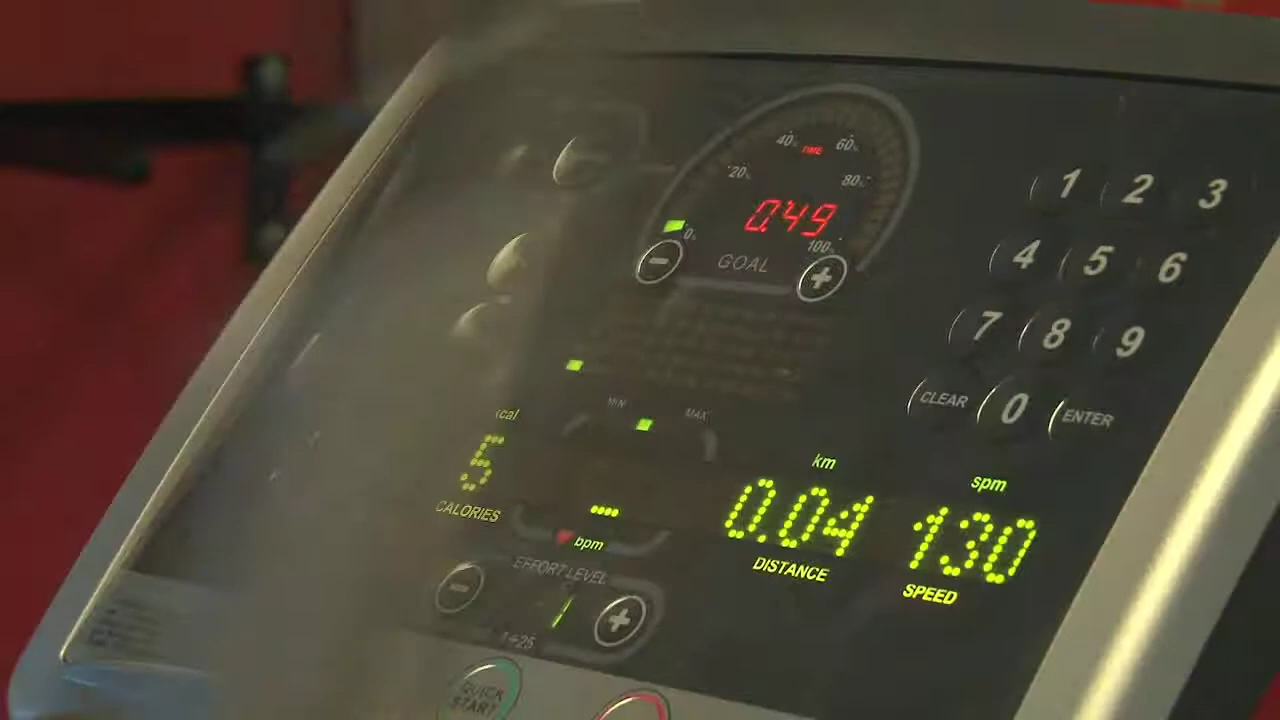 40% TIME 60%
20% 80%
0:49
0% 100%
- GOAL +
1 2 3
4 5 6
7 8 9
CLEAR 0 ENTER
MIN MAX
kcal
5
CALORIES
bpm
km
0.04
DISTANCE
spm
130
SPEED
EFFORT LEVEL
- 1 +
1÷25
QUICK
START